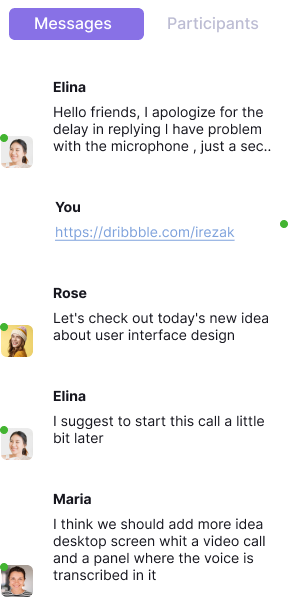 Messages Participants
Elina
Hello friends, I apologize for the
delay in replying I have problem
with the microphone , just a sec..
You
https://dribbble.com/irezak
Rose
Let's check out today's new idea
about user interface design
Elina
I suggest to start this call a little
bit later
Maria
I think we should add more idea
desktop screen whit a video call
and a panel where the voice is
transcribed in it